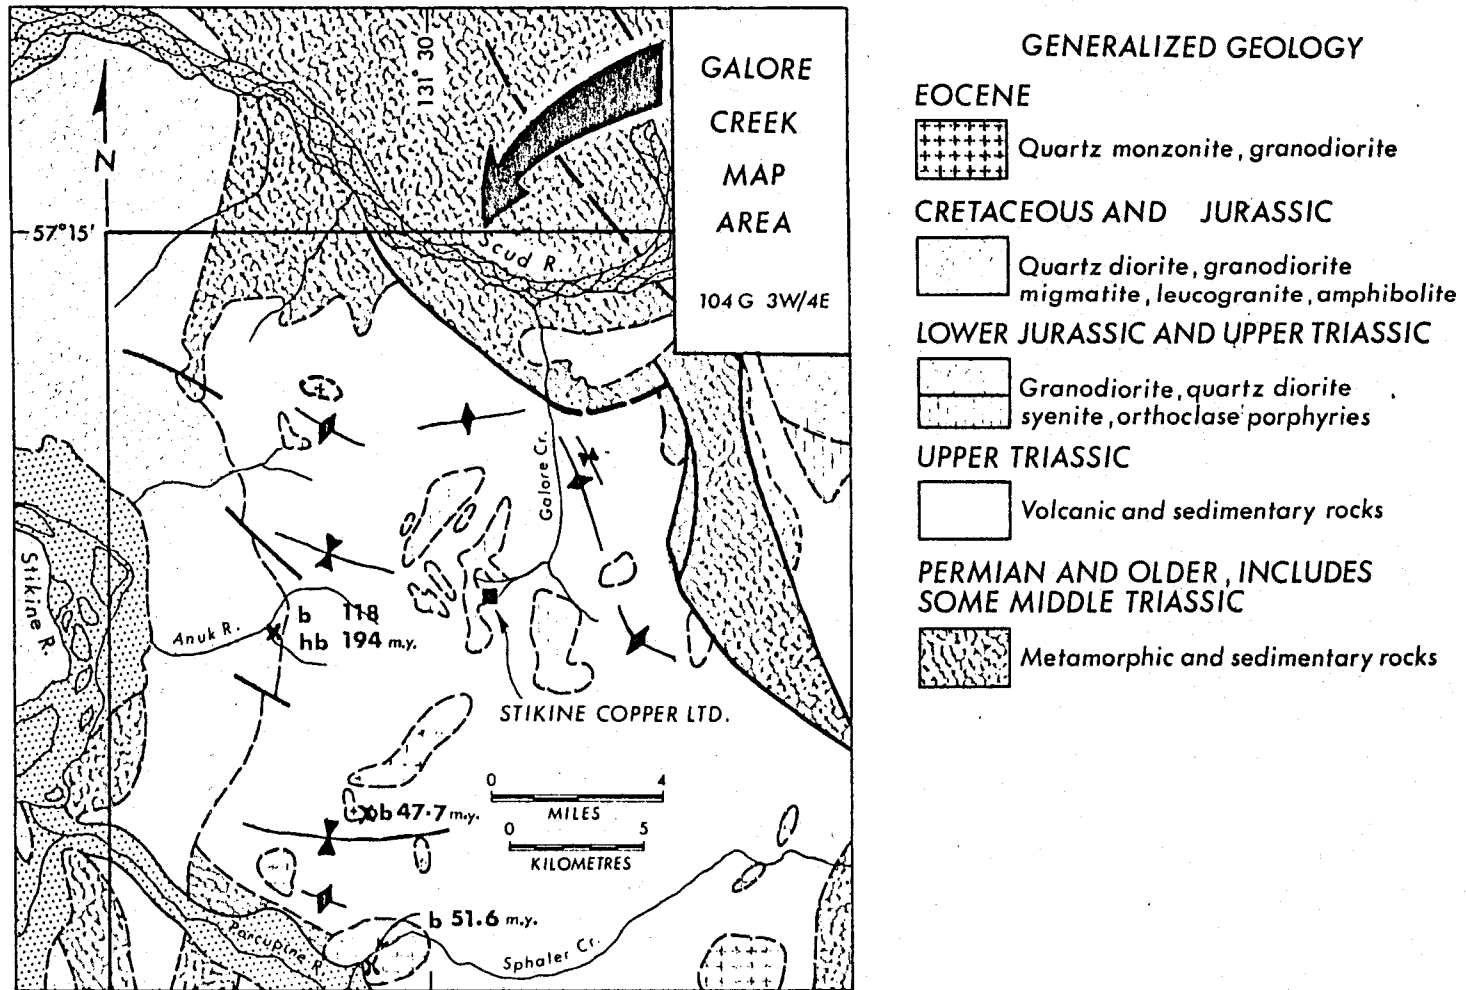 GALORE
CREEK
MAP
AREA
104 G 3W/4E
131° 30
N
57°15'
Scud R.
Galore Cr.
Stikine R.
Anuk R.
b 118
hb 194 m.y.
STIKINE COPPER LTD.
0 4
MILES
0 5
KILOMETRES
b 47.7 m.y.
b 51.6 m.y.
Porcupine R.
Sphaler Cr.
GENERALIZED GEOLOGY
EOCENE
Quartz monzonite, granodiorite
CRETACEOUS AND JURASSIC
Quartz diorite, granodiorite
migmatite, leucogranite, amphibolite
LOWER JURASSIC AND UPPER TRIASSIC
Granodiorite, quartz diorite
syenite, orthoclase porphyries
UPPER TRIASSIC
Volcanic and sedimentary rocks
PERMIAN AND OLDER, INCLUDES
SOME MIDDLE TRIASSIC
Metamorphic and sedimentary rocks